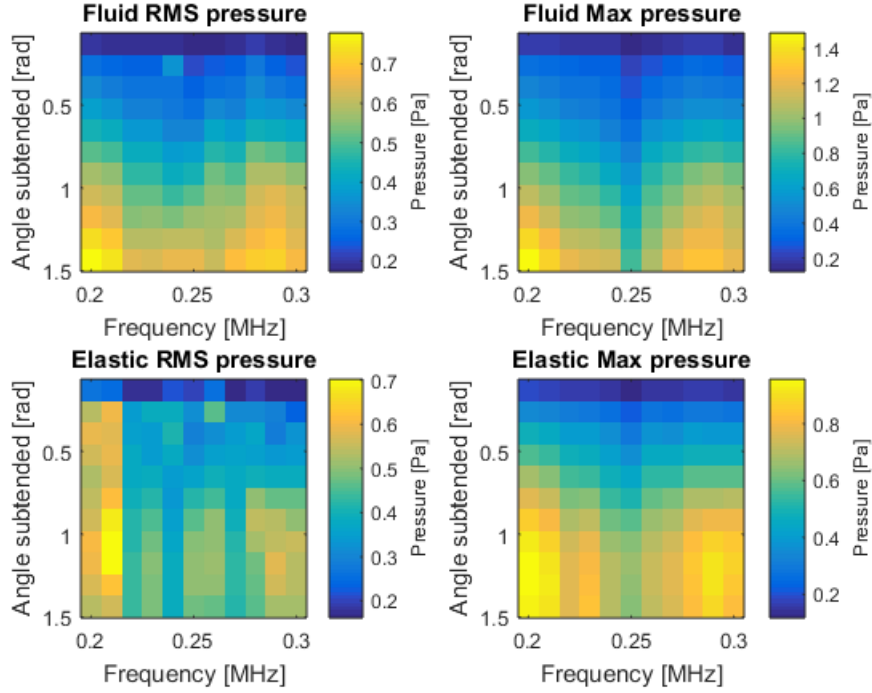 Fluid RMS pressure
Angle subtended [rad]
0.5
1
1.5
0.2
0.25
0.3
Frequency [MHz]
0.7
0.6
0.5
0.4
0.3
0.2
Pressure [Pa]
Fluid Max pressure
Angle subtended [rad]
0.5
1
1.5
0.2
0.25
0.3
Frequency [MHz]
1.4
1.2
1
0.8
0.6
0.4
0.2
Pressure [Pa]
Elastic RMS pressure
Angle subtended [rad]
0.5
1
1.5
0.2
0.25
0.3
Frequency [MHz]
0.7
0.6
0.5
0.4
0.3
0.2
Pressure [Pa]
Elastic Max pressure
Angle subtended [rad]
0.5
1
1.5
0.2
0.25
0.3
Frequency [MHz]
0.8
0.6
0.4
0.2
Pressure [Pa]